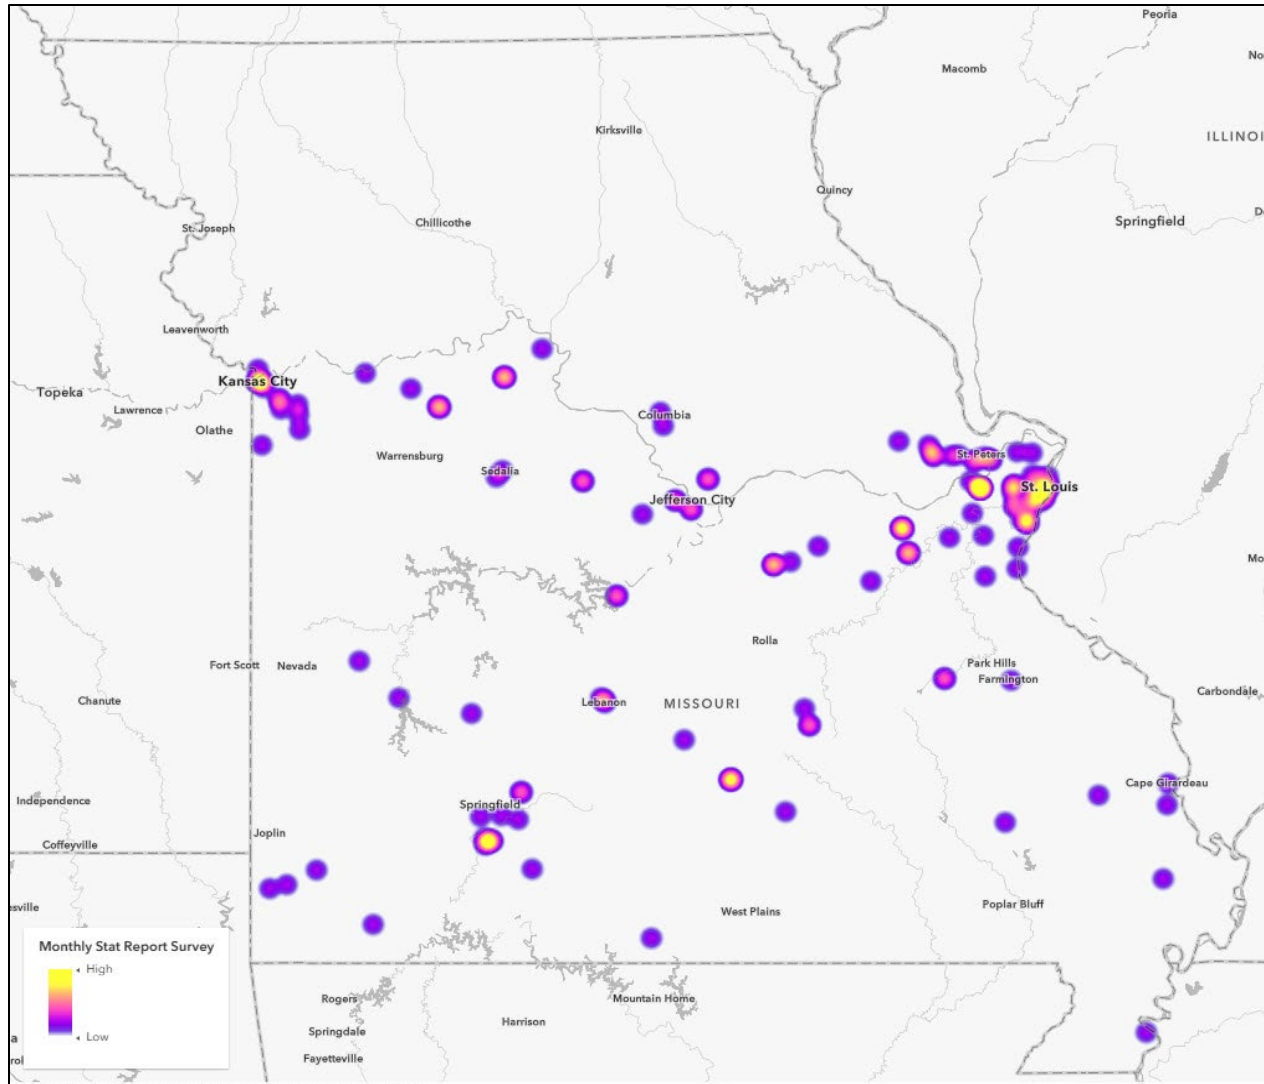 Peoria
Macomb
No
Kirksville
ILLINOI
Quincy
Springfield
D
St. Joseph
Chillicothe
Leavenworth
Kansas City
Topeka
Lawrence
Olathe
Columbia
Warrensburg
Sedalia
St. Peters
St. Louis
Jefferson City
Mo
Rolla
Fort Scott
Nevada
Park Hills
Farmington
Chanute
Lebanon
MISSOURI
Carbondale
Independence
Springfield
Cape Girardeau
Joplin
Coffeyville
esville
West Plains
Poplar Bluff
Monthly Stat Report Survey
High
Low
Rogers
Mountain Home
Harrison
Springdale
Fayetteville
a
rol